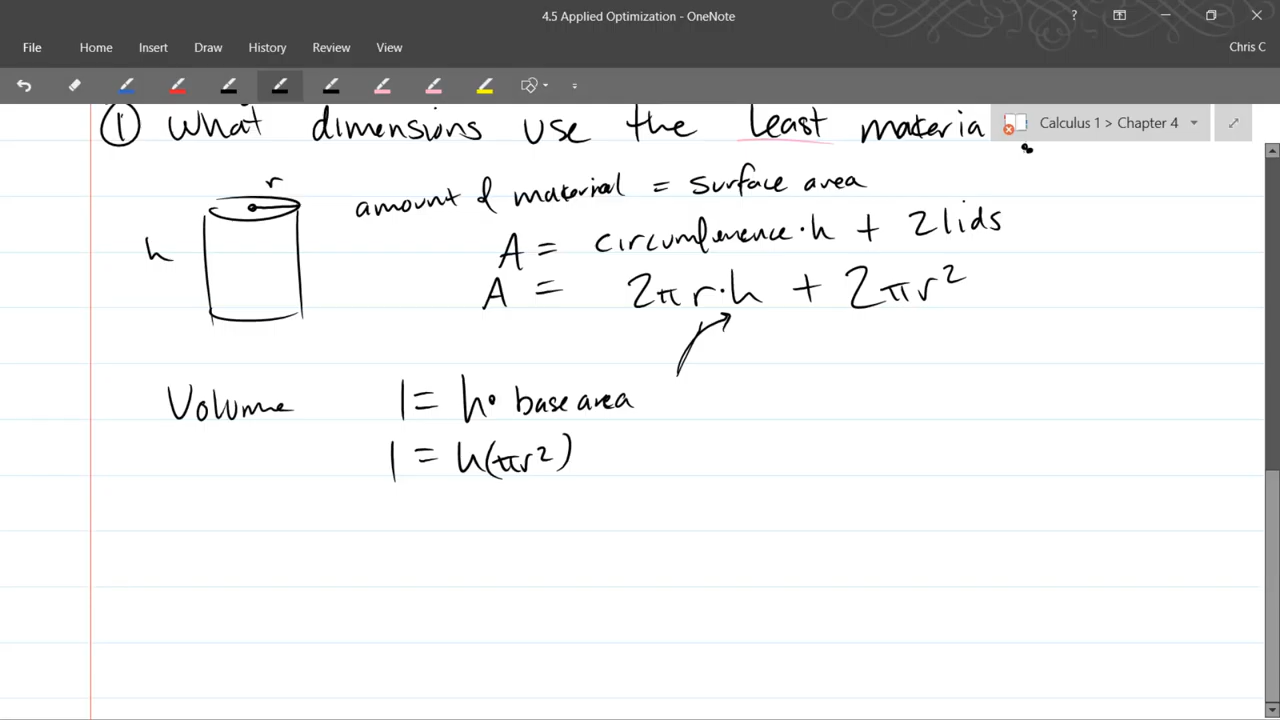 4.5 Applied Optimization - OneNote
?
File Home Insert Draw History Review View
Chris C
① What dimensions use the least materia
Calculus 1 > Chapter 4
r
amount of material = surface area
h
A = circumference · h + 2 lids
A = 2πr·h + 2πr²
Volume 1 = h · base area
1 = h(πr²)